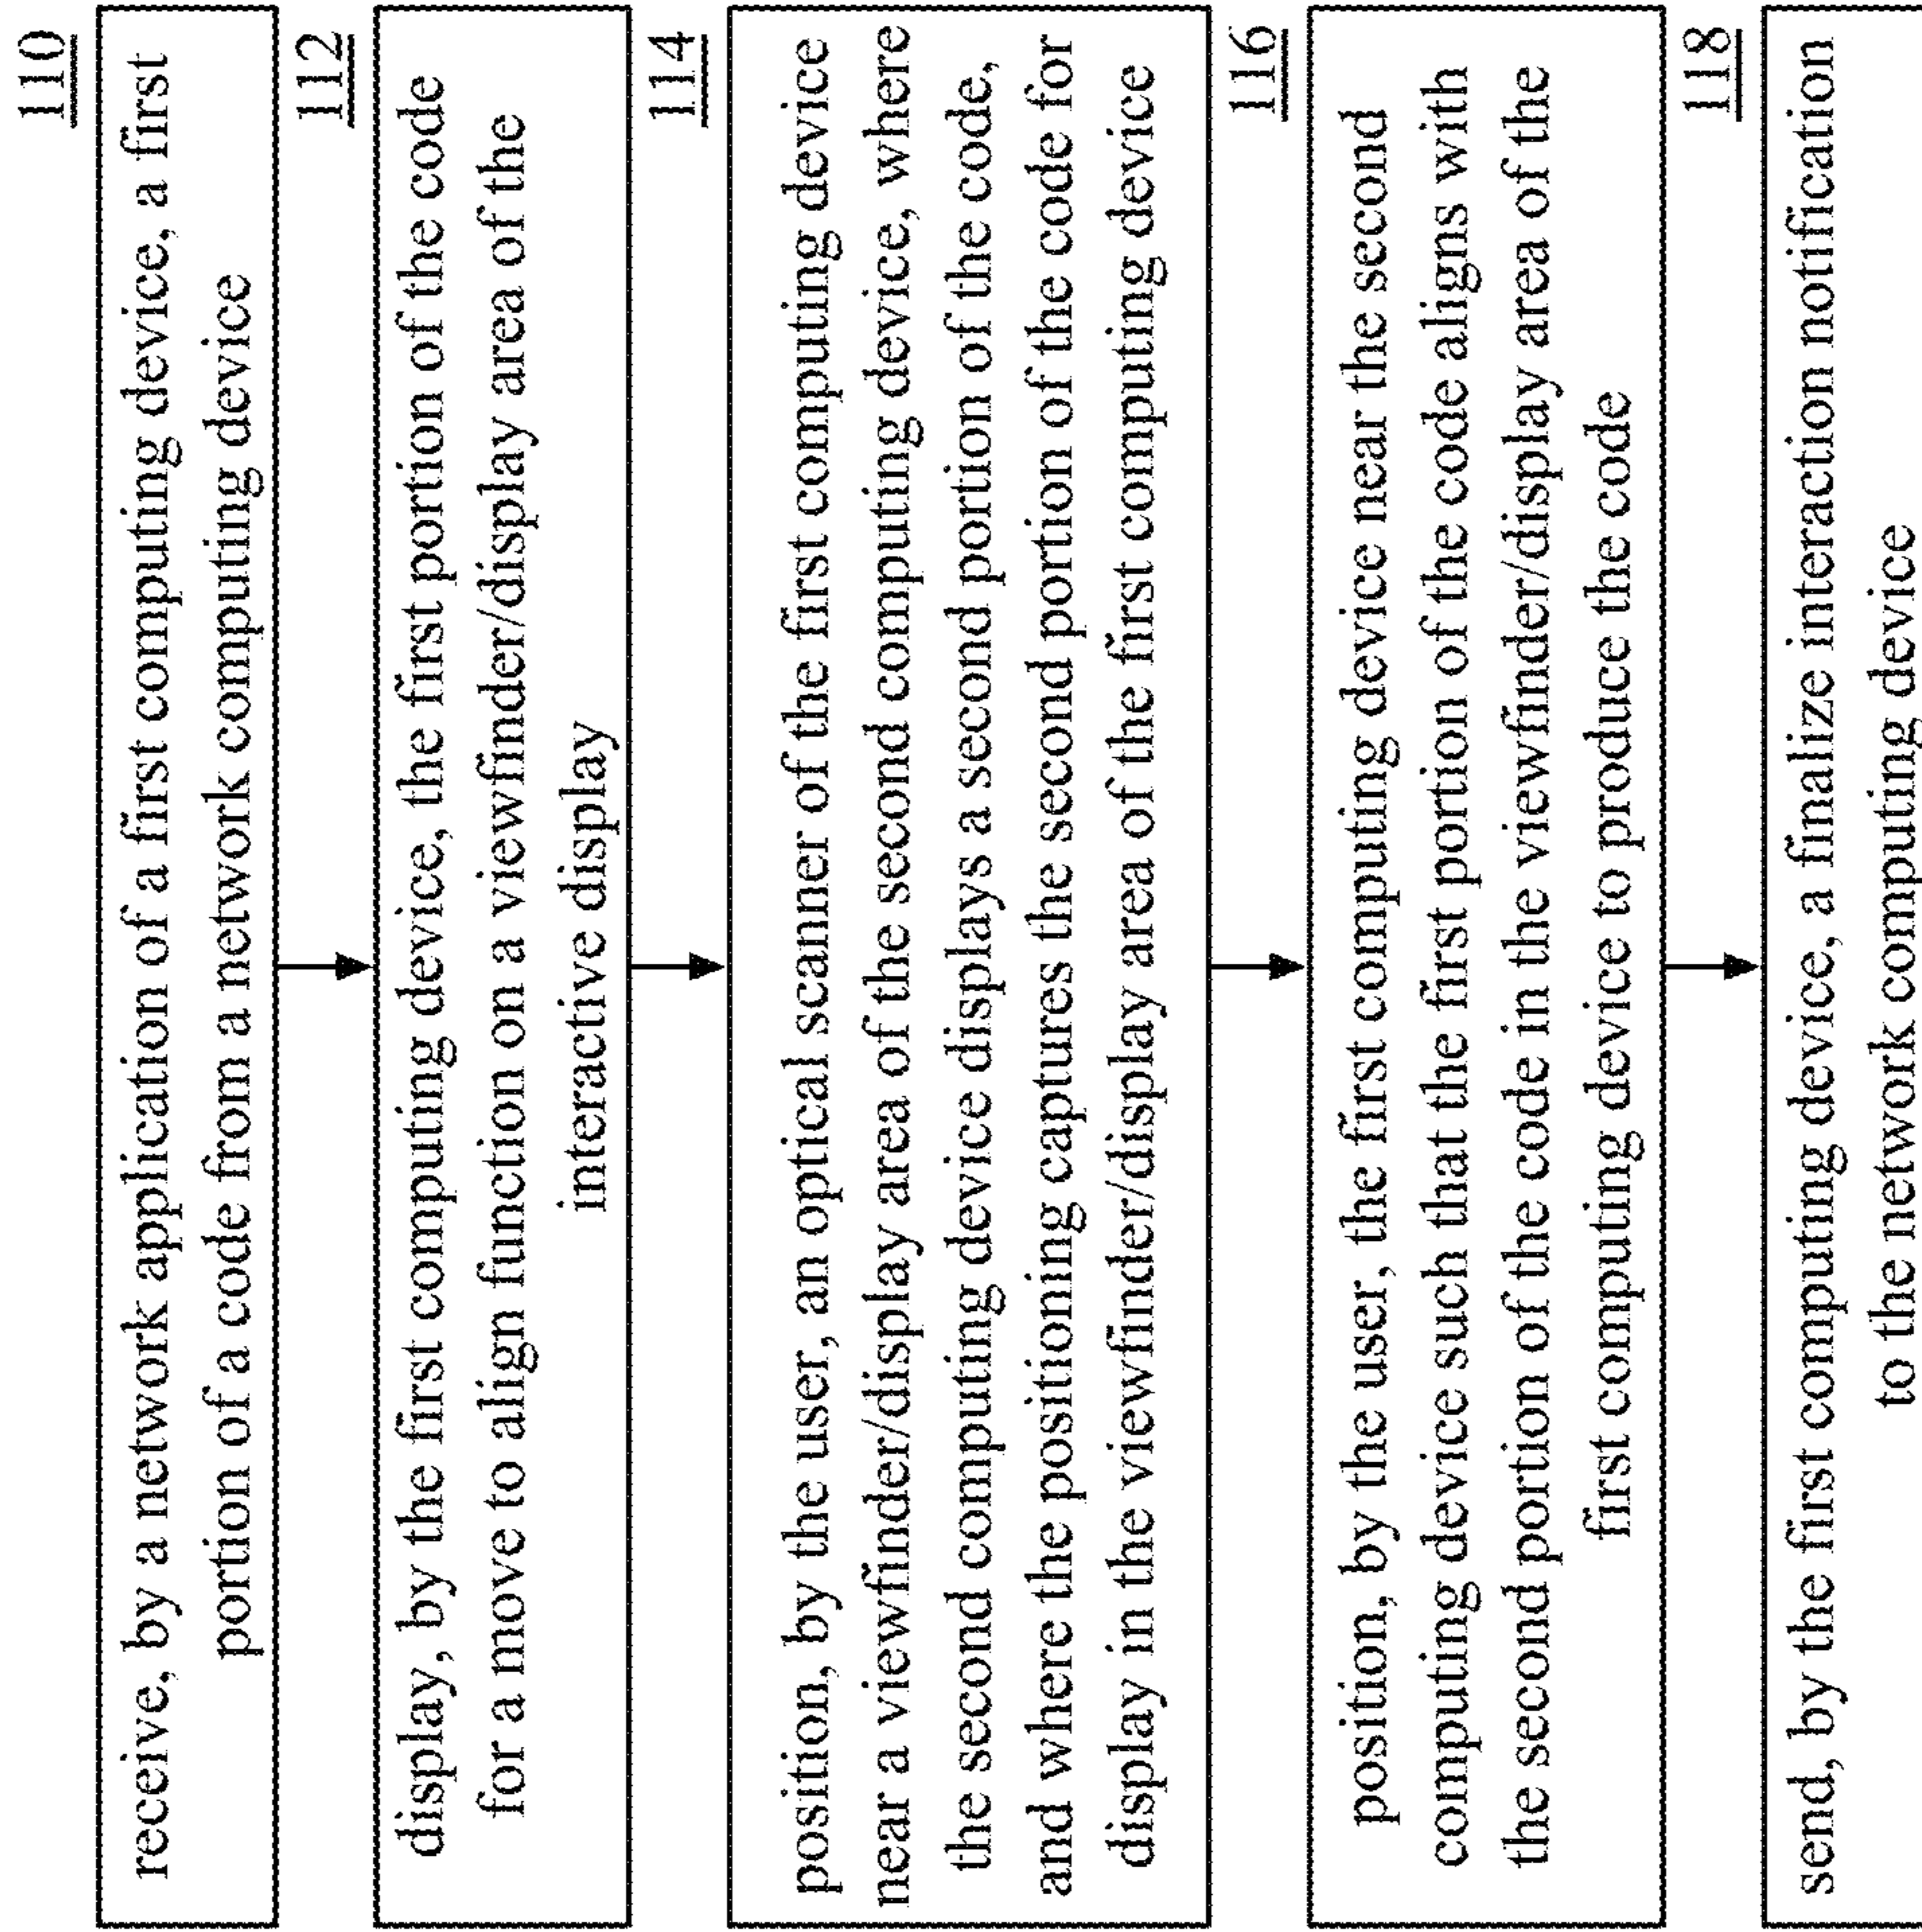 110
receive, by a network application of a first computing device, a first
portion of a code from a network computing device
112
display, by the first computing device, the first portion of the code
for a move to align function on a viewfinder/display area of the
interactive display
114
position, by the user, an optical scanner of the first computing device
near a viewfinder/display area of the second computing device, where
the second computing device displays a second portion of the code,
and where the positioning captures the second portion of the code for
display in the viewfinder/display area of the first computing device
116
position, by the user, the first computing device near the second
computing device such that the first portion of the code aligns with
the second portion of the code in the viewfinder/display area of the
first computing device to produce the code
118
send, by the first computing device, a finalize interaction notification
to the network computing device